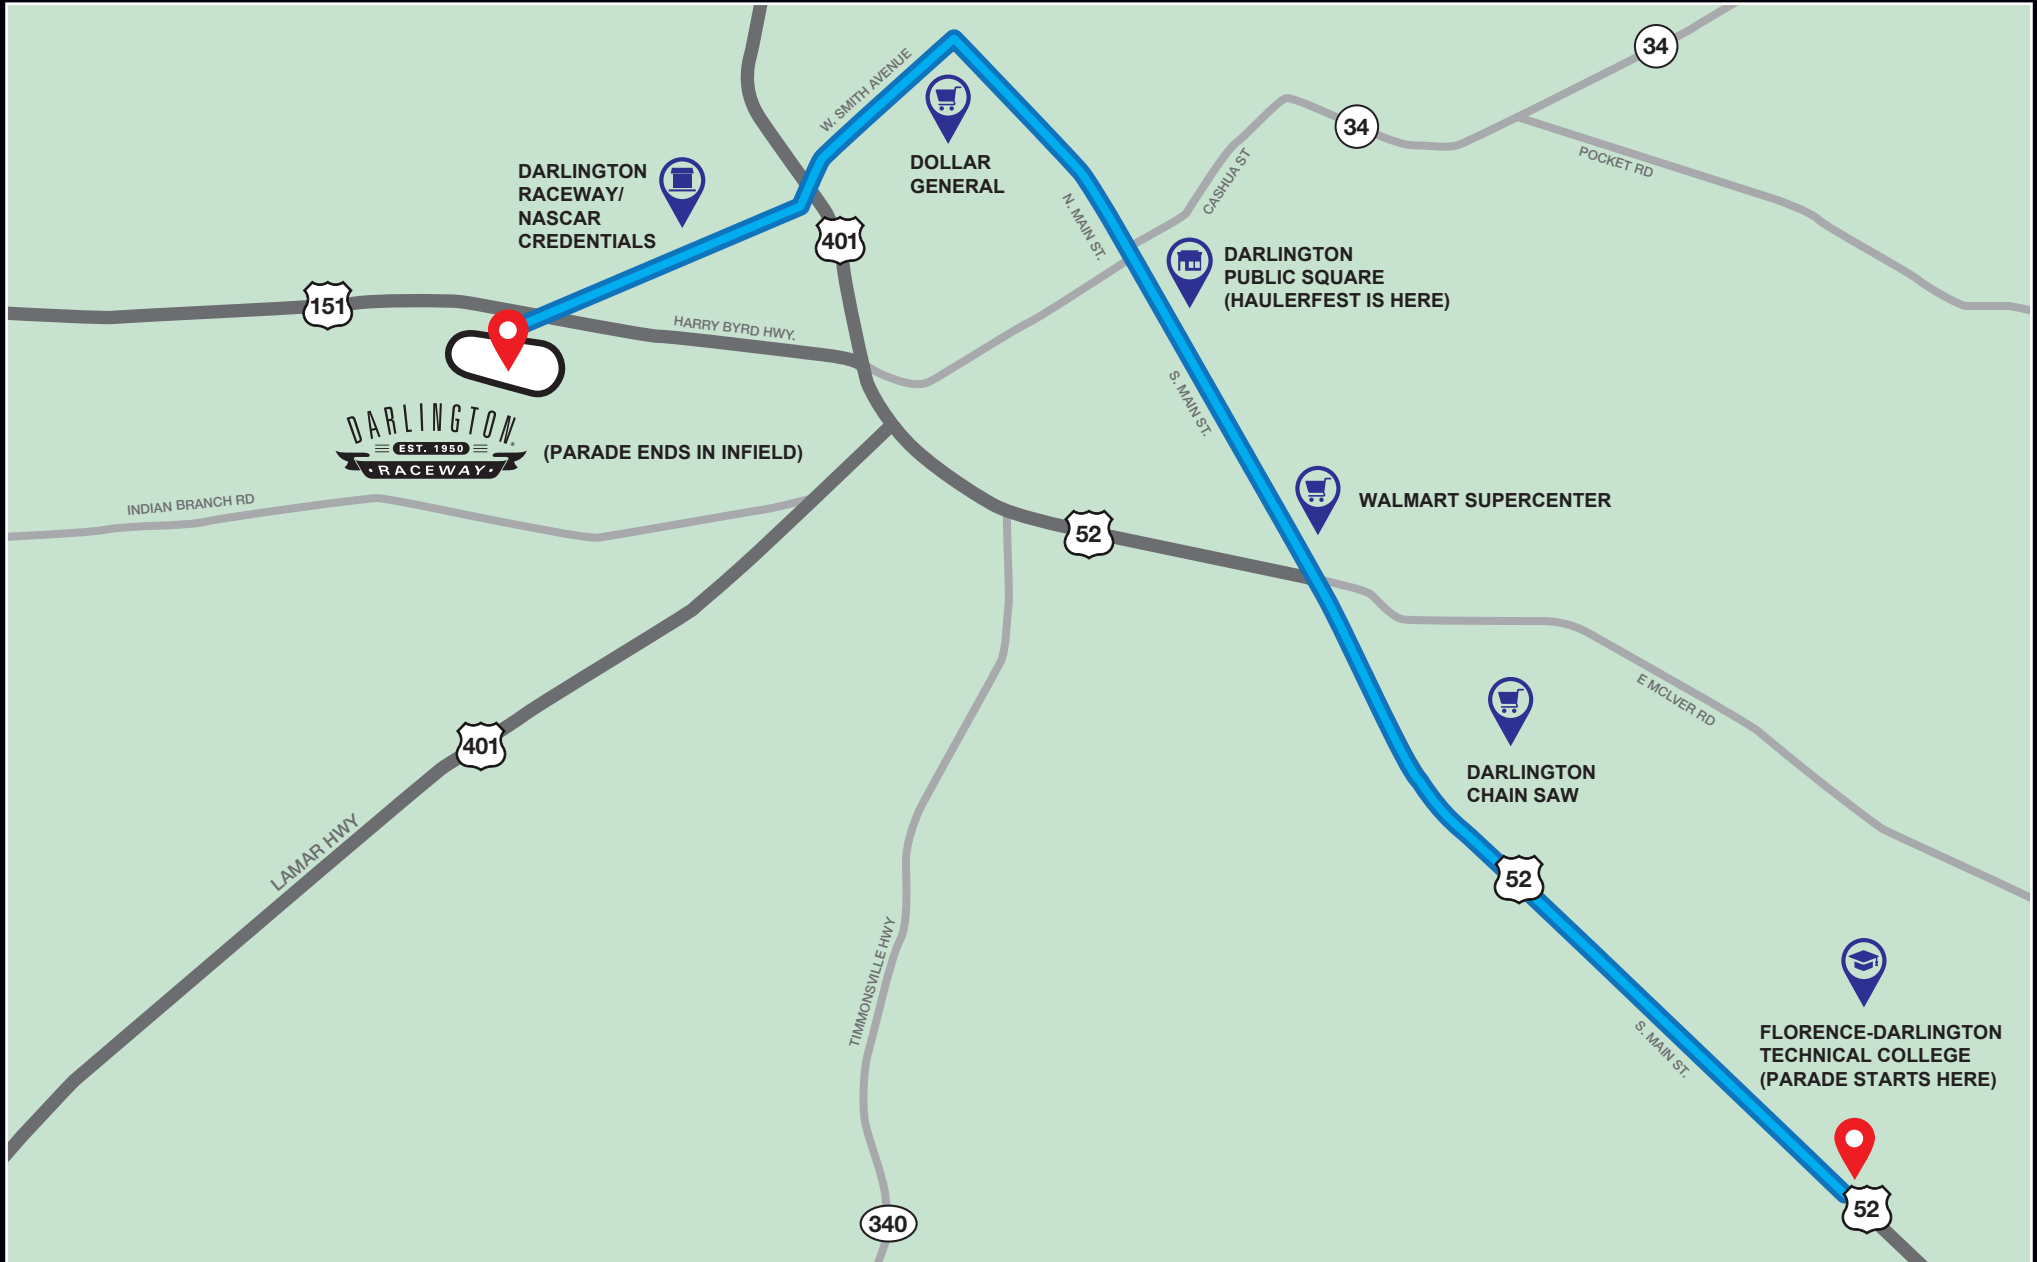 34
W. SMITH AVENUE
34
DOLLAR
GENERAL
POCKET RD
CASHUA ST
DARLINGTON
RACEWAY/
NASCAR
CREDENTIALS
N. MAIN ST.
401
DARLINGTON
PUBLIC SQUARE
(HAULERFEST IS HERE)
151
HARRY BYRD HWY.
S. MAIN ST.
DARLINGTON
EST. 1950
RACEWAY
(PARADE ENDS IN INFIELD)
INDIAN BRANCH RD
WALMART SUPERCENTER
52
E MCLVER RD
401
DARLINGTON
CHAIN SAW
LAMAR HWY
52
TIMMONSVILLE HWY
S. MAIN ST.
FLORENCE-DARLINGTON
TECHNICAL COLLEGE
(PARADE STARTS HERE)
52
340